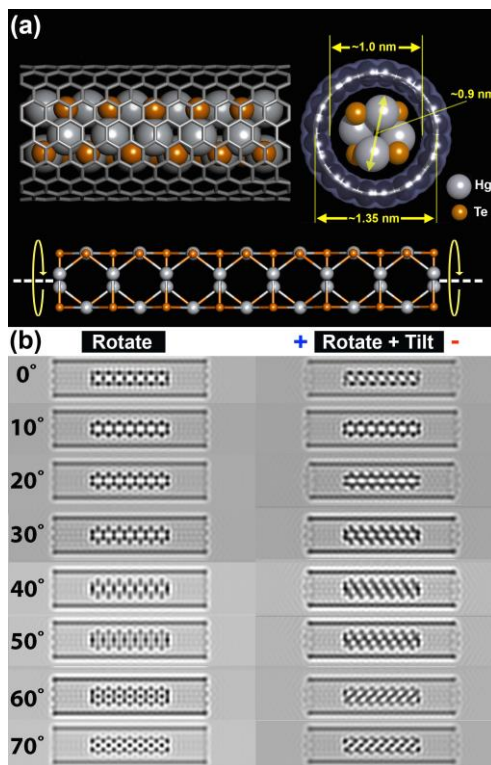 (a)
~1.0 nm
~0.9 nm
Hg
Te
~1.35 nm
(b) Rotate + Rotate + Tilt -
0°
10°
20°
30°
40°
50°
60°
70°